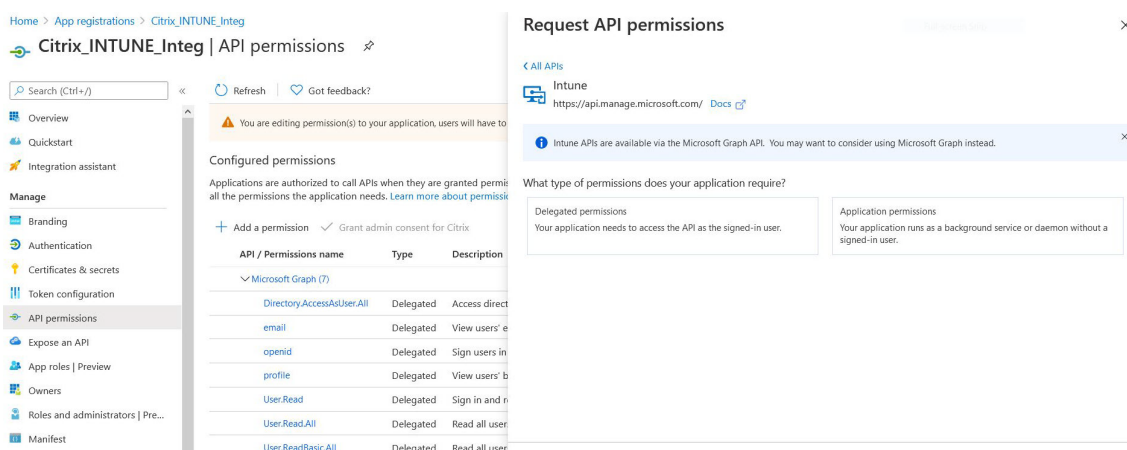 Home > App registrations > Citrix_INTUNE_Integ
Citrix_INTUNE_Integ | API permissions
Search (Ctrl+/)
«
Overview
Quickstart
Integration assistant
Manage
Branding
Authentication
Certificates & secrets
Token configuration
API permissions
Expose an API
App roles | Preview
Owners
Roles and administrators | Pre...
Manifest
Refresh
Got feedback?
You are editing permission(s) to your application, users will have to
Configured permissions
Applications are authorized to call APIs when they are granted permis
all the permissions the application needs. Learn more about permissio
Add a permission
Grant admin consent for Citrix
API / Permissions name Type Description
Microsoft Graph (7)
Directory.AccessAsUser.All Delegated Access direct
email Delegated View users' e
openid Delegated Sign users in
profile Delegated View users' b
User.Read Delegated Sign in and r
User.Read.All Delegated Read all user
User.ReadBasic.All Delegated Read all user
Request API permissions
All APIs
Intune
https://api.manage.microsoft.com/ Docs
Intune APIs are available via the Microsoft Graph API. You may want to consider using Microsoft Graph instead.
What type of permissions does your application require?
Delegated permissions
Your application needs to access the API as the signed-in user.
Application permissions
Your application runs as a background service or daemon without a
signed-in user.